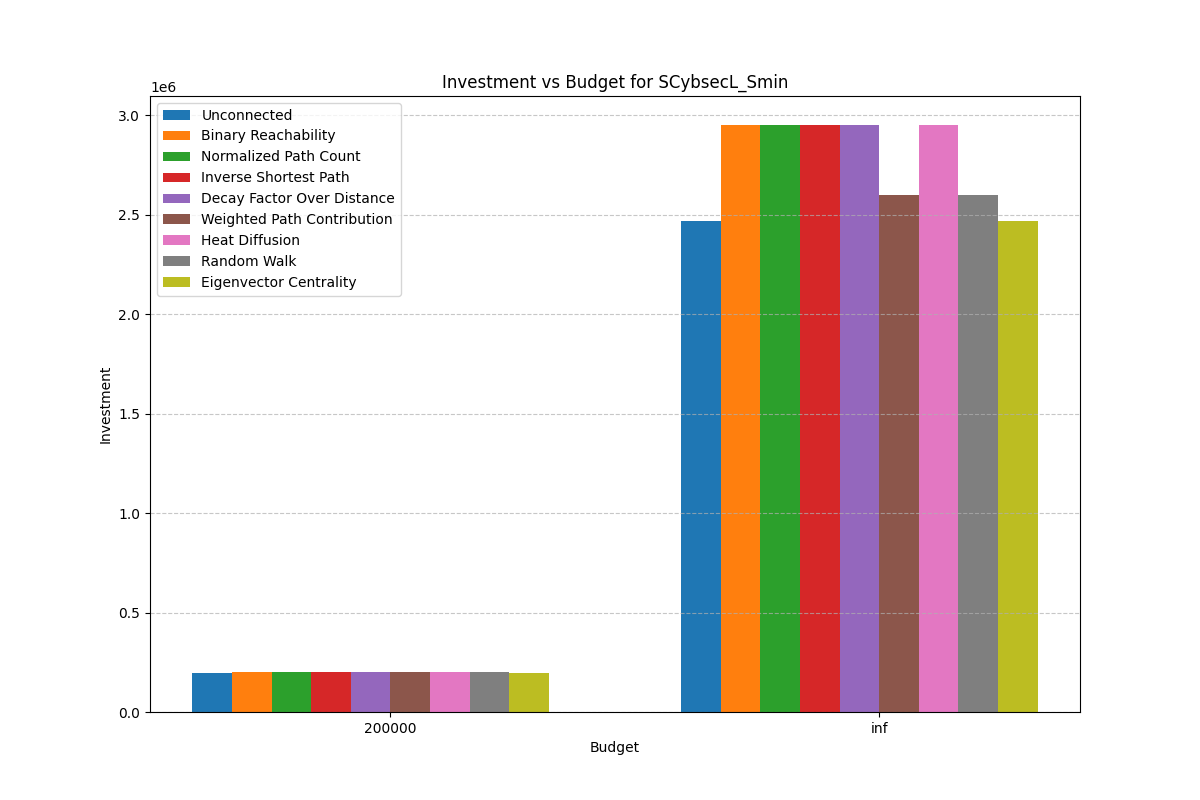 Investment vs Budget for SCybsecL_Smin
1e6
3.0
2.5
2.0
1.5
1.0
0.5
0.0
Investment
Unconnected
Binary Reachability
Normalized Path Count
Inverse Shortest Path
Decay Factor Over Distance
Weighted Path Contribution
Heat Diffusion
Random Walk
Eigenvector Centrality
200000
inf
Budget